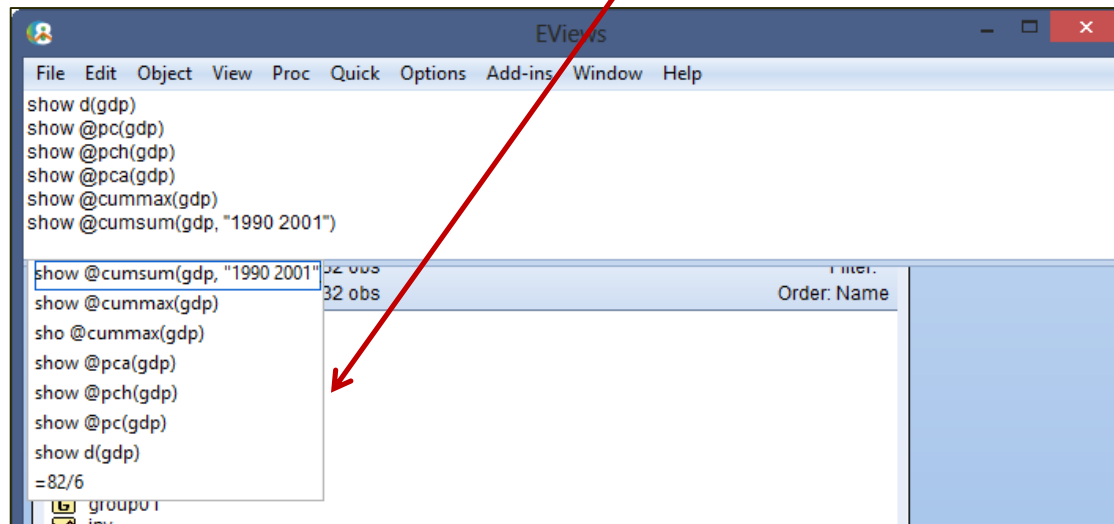 EViews
File Edit Object View Proc Quick Options Add-ins Window Help
show d(gdp)
show @pc(gdp)
show @pch(gdp)
show @pca(gdp)
show @cummax(gdp)
show @cumsum(gdp, "1990 2001")
show @cumsum(gdp, "1990 2001"
show @cummax(gdp)
32 obs Order: Name
sho @cummax(gdp)
show @pca(gdp)
show @pch(gdp)
show @pc(gdp)
show d(gdp)
=82/6
group01